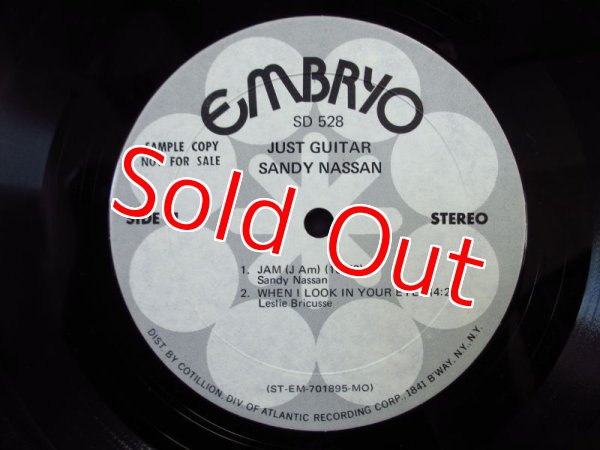 EMBRYO
SD 528
SAMPLE COPY
NOT FOR SALE
JUST GUITAR
SANDY NASSAN
SIDE
STEREO
Sold Out
1. JAM (J Am)
Sandy Nassan
2. WHEN I LOOK IN YOUR
Leslie Bricusse
(ST-EM-701895-MO)
DIST. BY COTILLION, DIV. OF ATLANTIC RECORDING CORP., 1841 B'WAY, N.Y., N.Y.